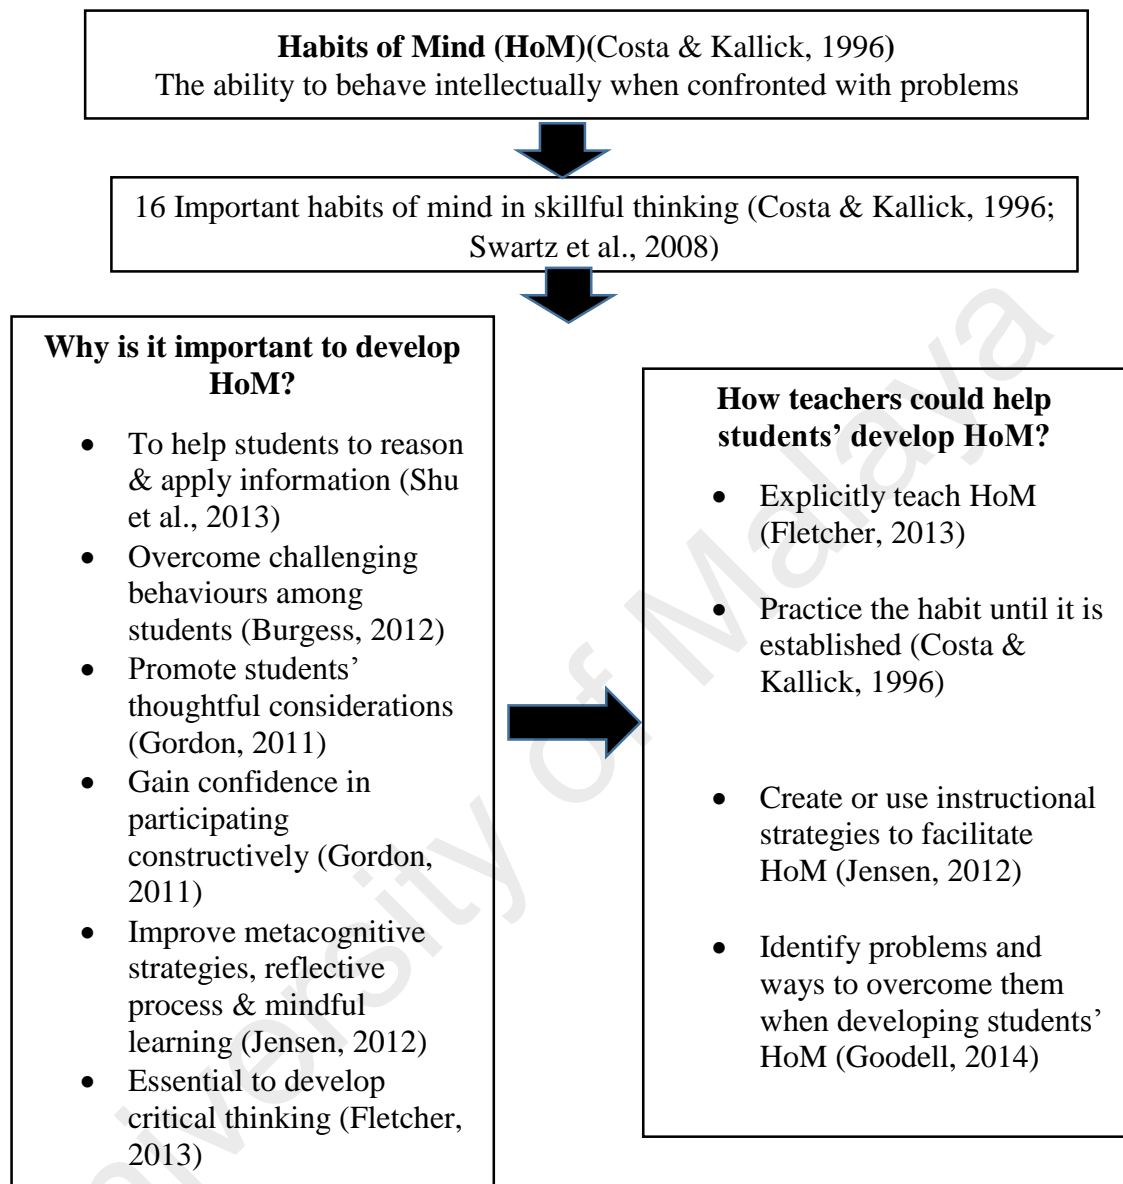 Habits of Mind (HoM)(Costa & Kallick, 1996)
The ability to behave intellectually when confronted with problems
16 Important habits of mind in skillful thinking (Costa & Kallick, 1996;
Swartz et al., 2008)
Why is it important to develop
HoM?
• To help students to reason
& apply information (Shu
et al., 2013)
• Overcome challenging
behaviours among
students (Burgess, 2012)
• Promote students’
thoughtful considerations
(Gordon, 2011)
• Gain confidence in
participating
constructively (Gordon,
2011)
• Improve metacognitive
strategies, reflective
process & mindful
learning (Jensen, 2012)
• Essential to develop
critical thinking (Fletcher,
2013)
How teachers could help
students’ develop HoM?
• Explicitly teach HoM
(Fletcher, 2013)
• Practice the habit until it is
established (Costa &
Kallick, 1996)
• Create or use instructional
strategies to facilitate
HoM (Jensen, 2012)
• Identify problems and
ways to overcome them
when developing students’
HoM (Goodell, 2014)
University of Malaya